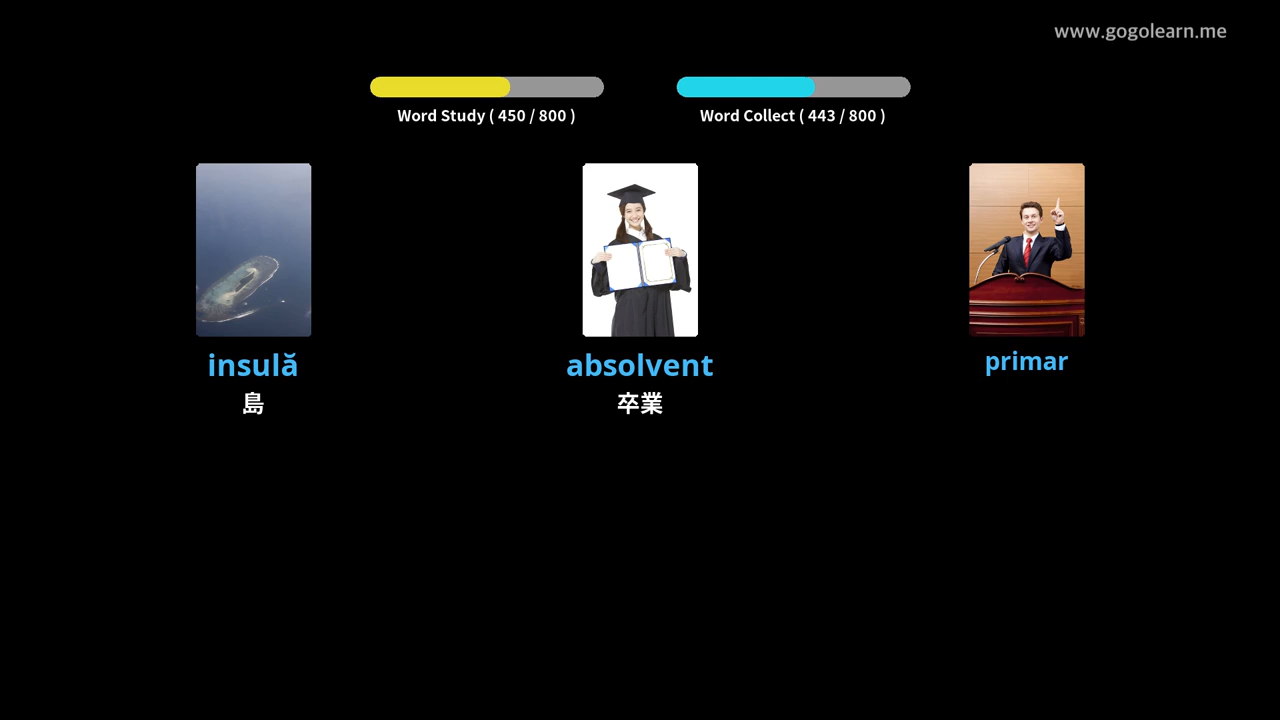 www.gogolearn.me
Word Study ( 450 / 800 )
Word Collect ( 443 / 800 )
insulă
島
absolvent
卒業
primar